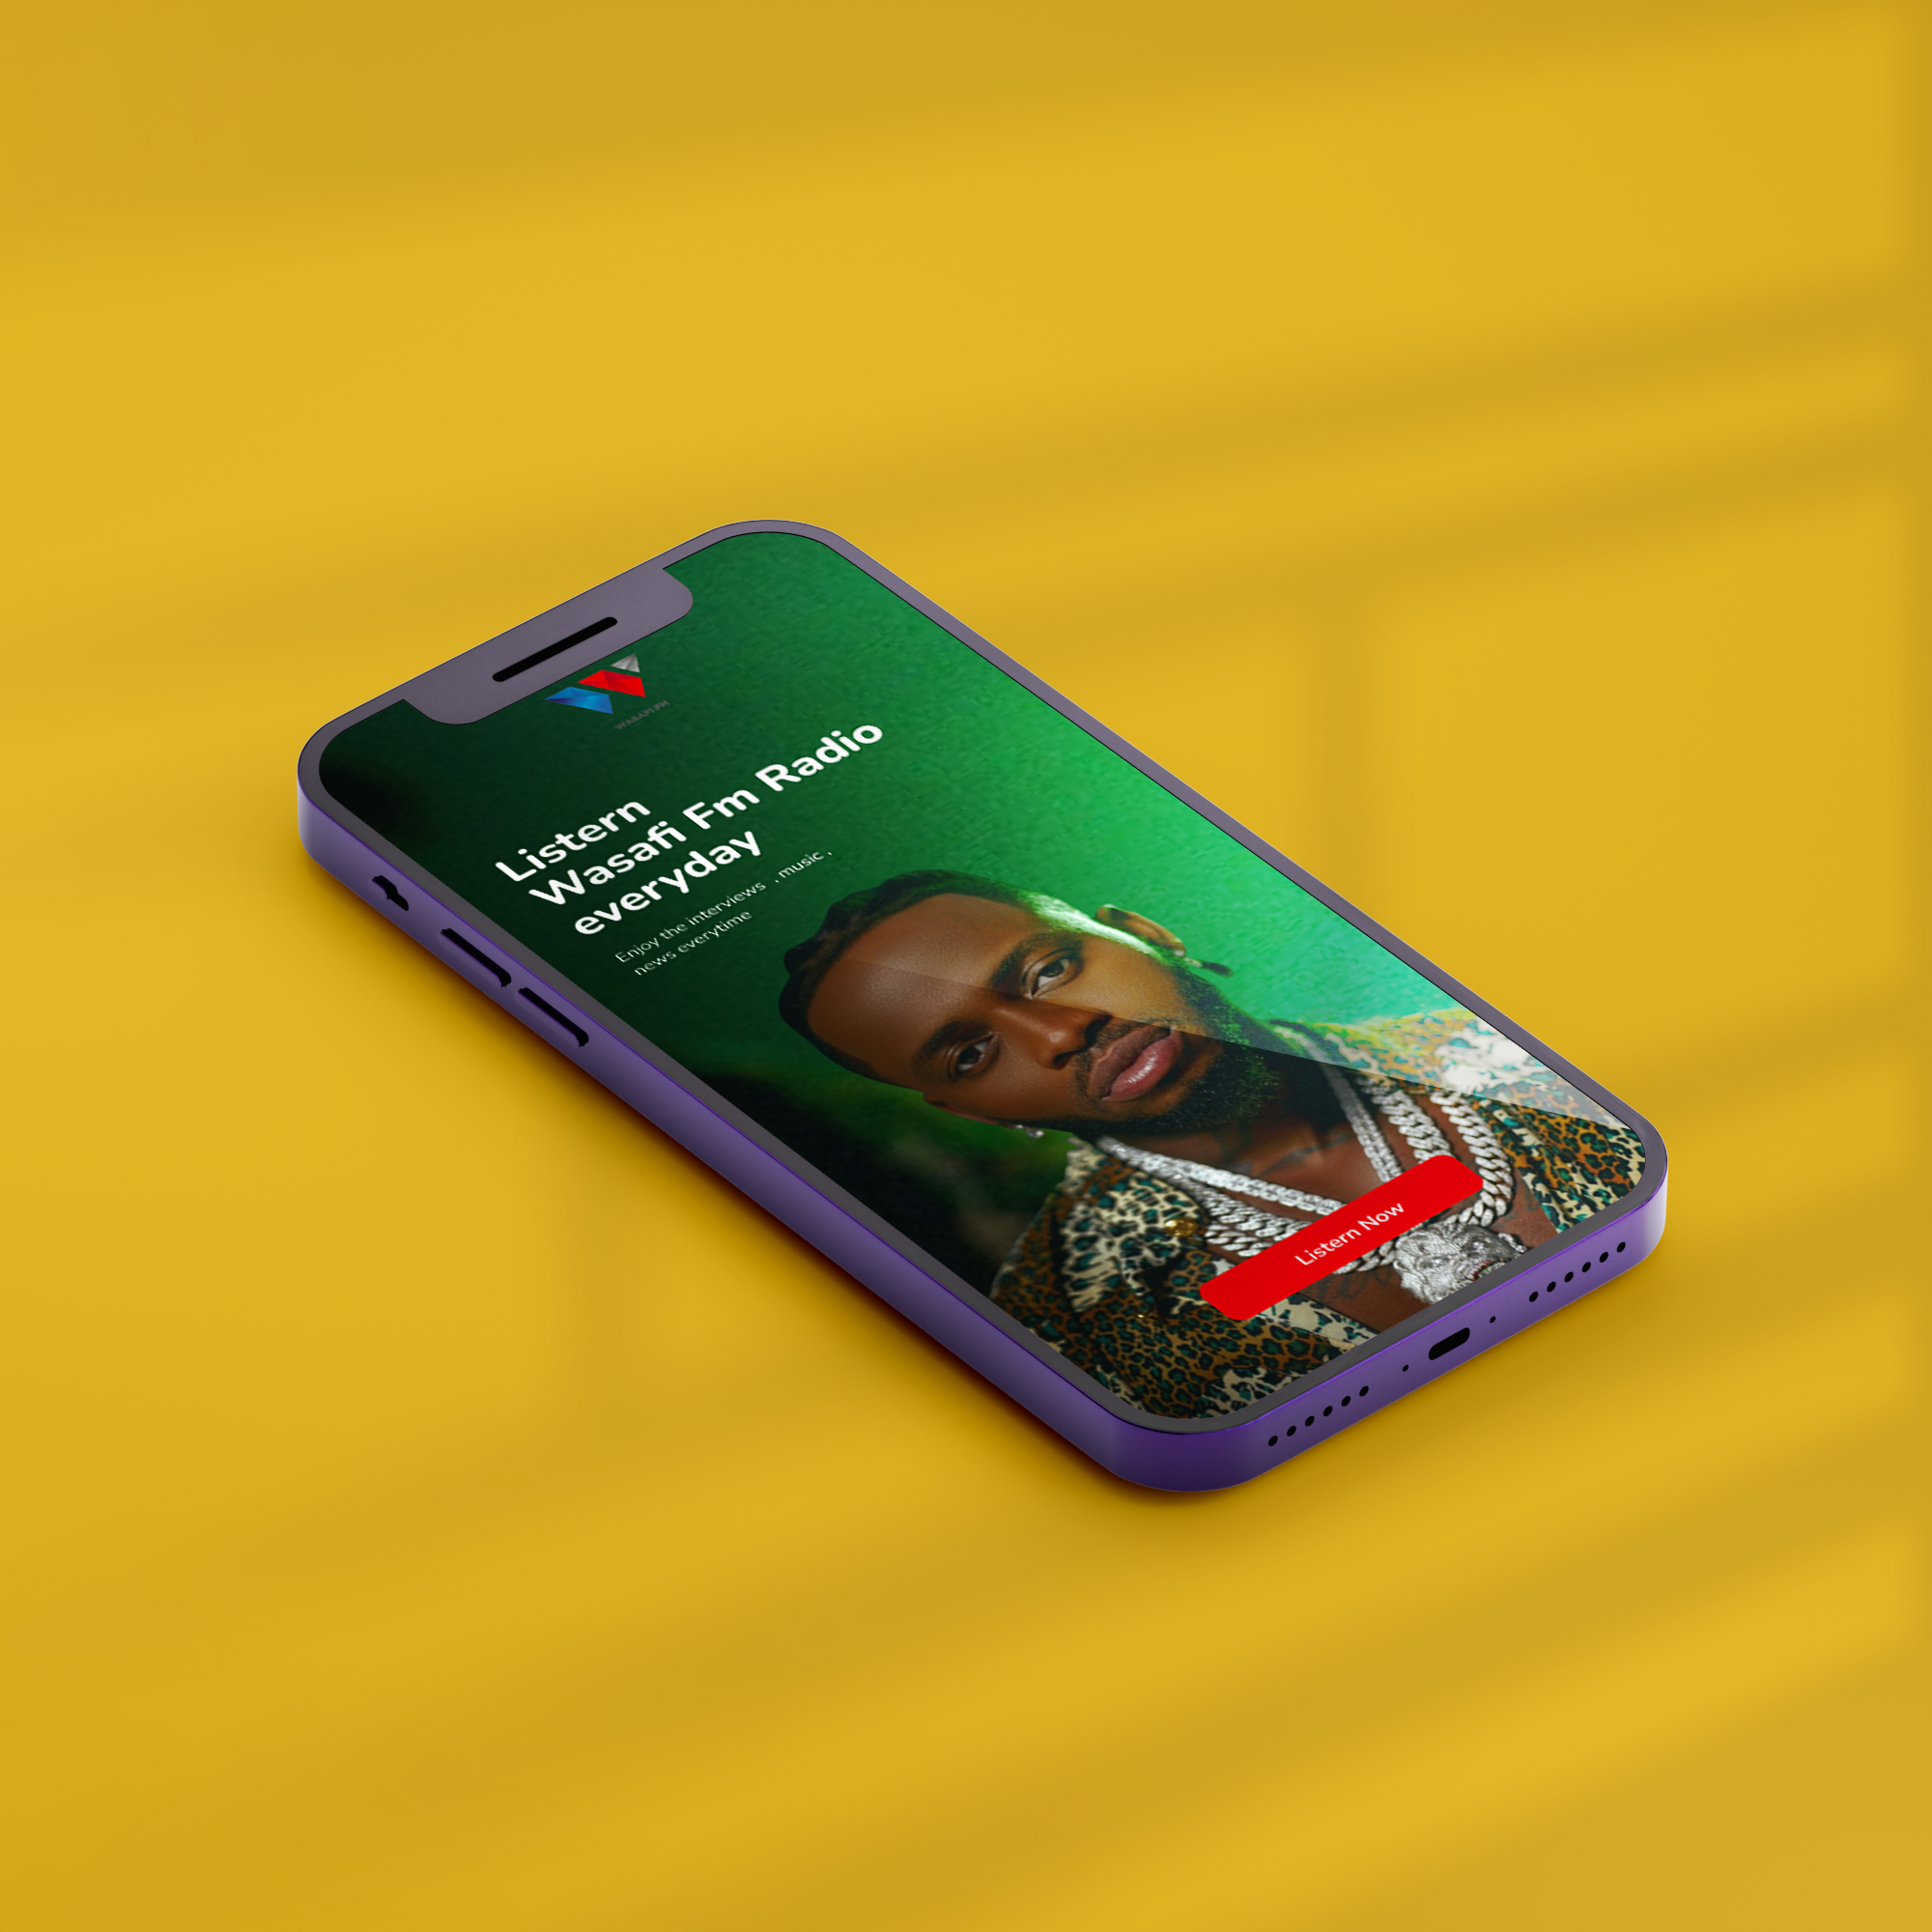 WASAFI FM
Listern
Wasafi Fm Radio
everyday
Enjoy the interviews , music ,
news everytime
Listern Now